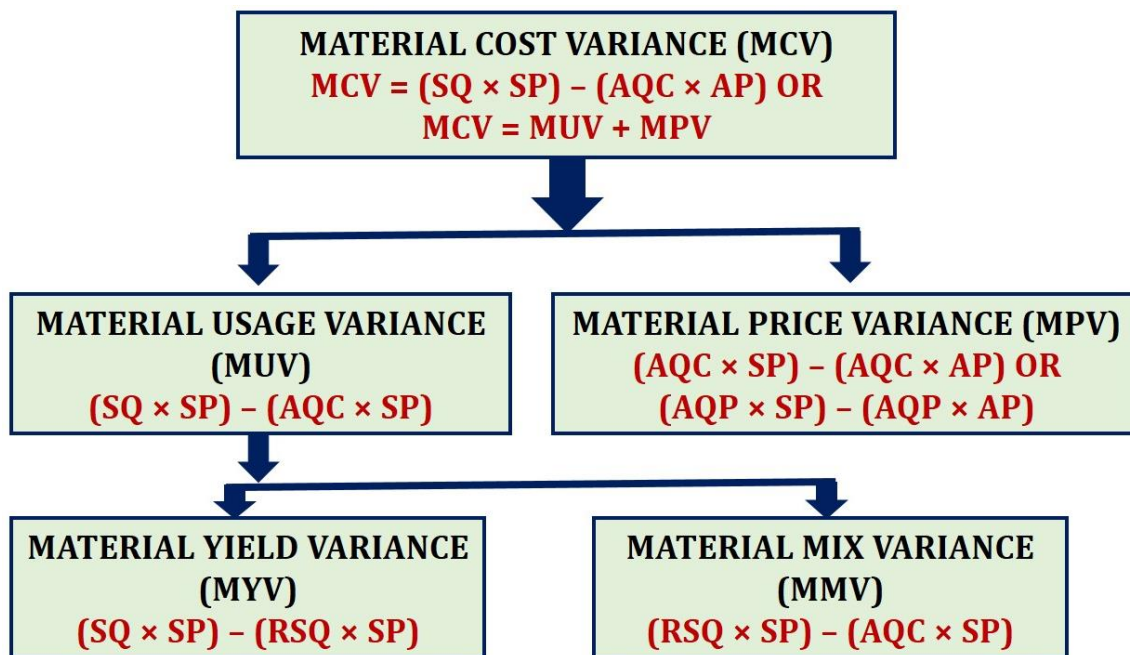 MATERIAL COST VARIANCE (MCV)
MCV = (SQ × SP) – (AQC × AP) OR
MCV = MUV + MPV
MATERIAL USAGE VARIANCE
(MUV)
(SQ × SP) – (AQC × SP)
MATERIAL PRICE VARIANCE (MPV)
(AQC × SP) – (AQC × AP) OR
(AQP × SP) – (AQP × AP)
MATERIAL YIELD VARIANCE
(MYV)
(SQ × SP) – (RSQ × SP)
MATERIAL MIX VARIANCE
(MMV)
(RSQ × SP) – (AQC × SP)